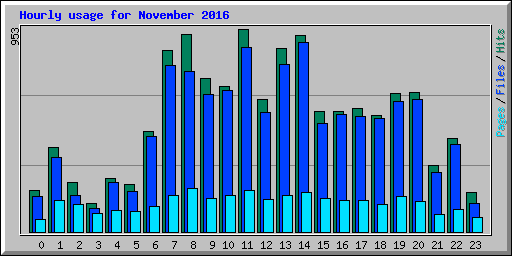 Hourly usage for November 2016
953
Pages/Files/Hits
0 1 2 3 4 5 6 7 8 9 10 11 12 13 14 15 16 17 18 19 20 21 22 23